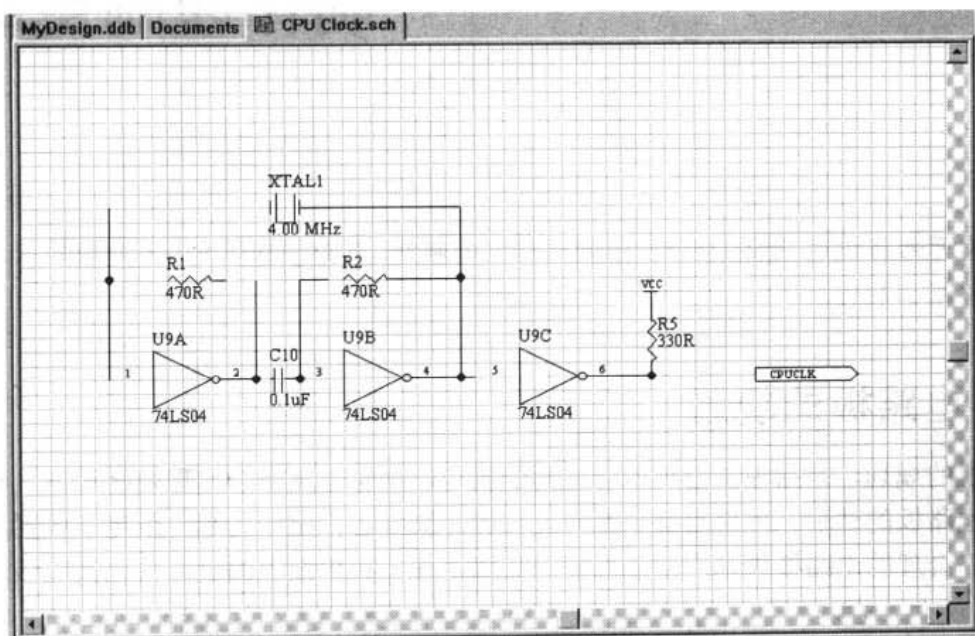 MyDesign.ddb Documents CPU Clock.sch
XTAL1
4.00 MHz
R1
470R
R2
470R
VCC
R5
330R
U9A
1
2
74LS04
C10
3
0.1uF
U9B
4
74LS04
U9C
5
6
74LS04
CPUCLK